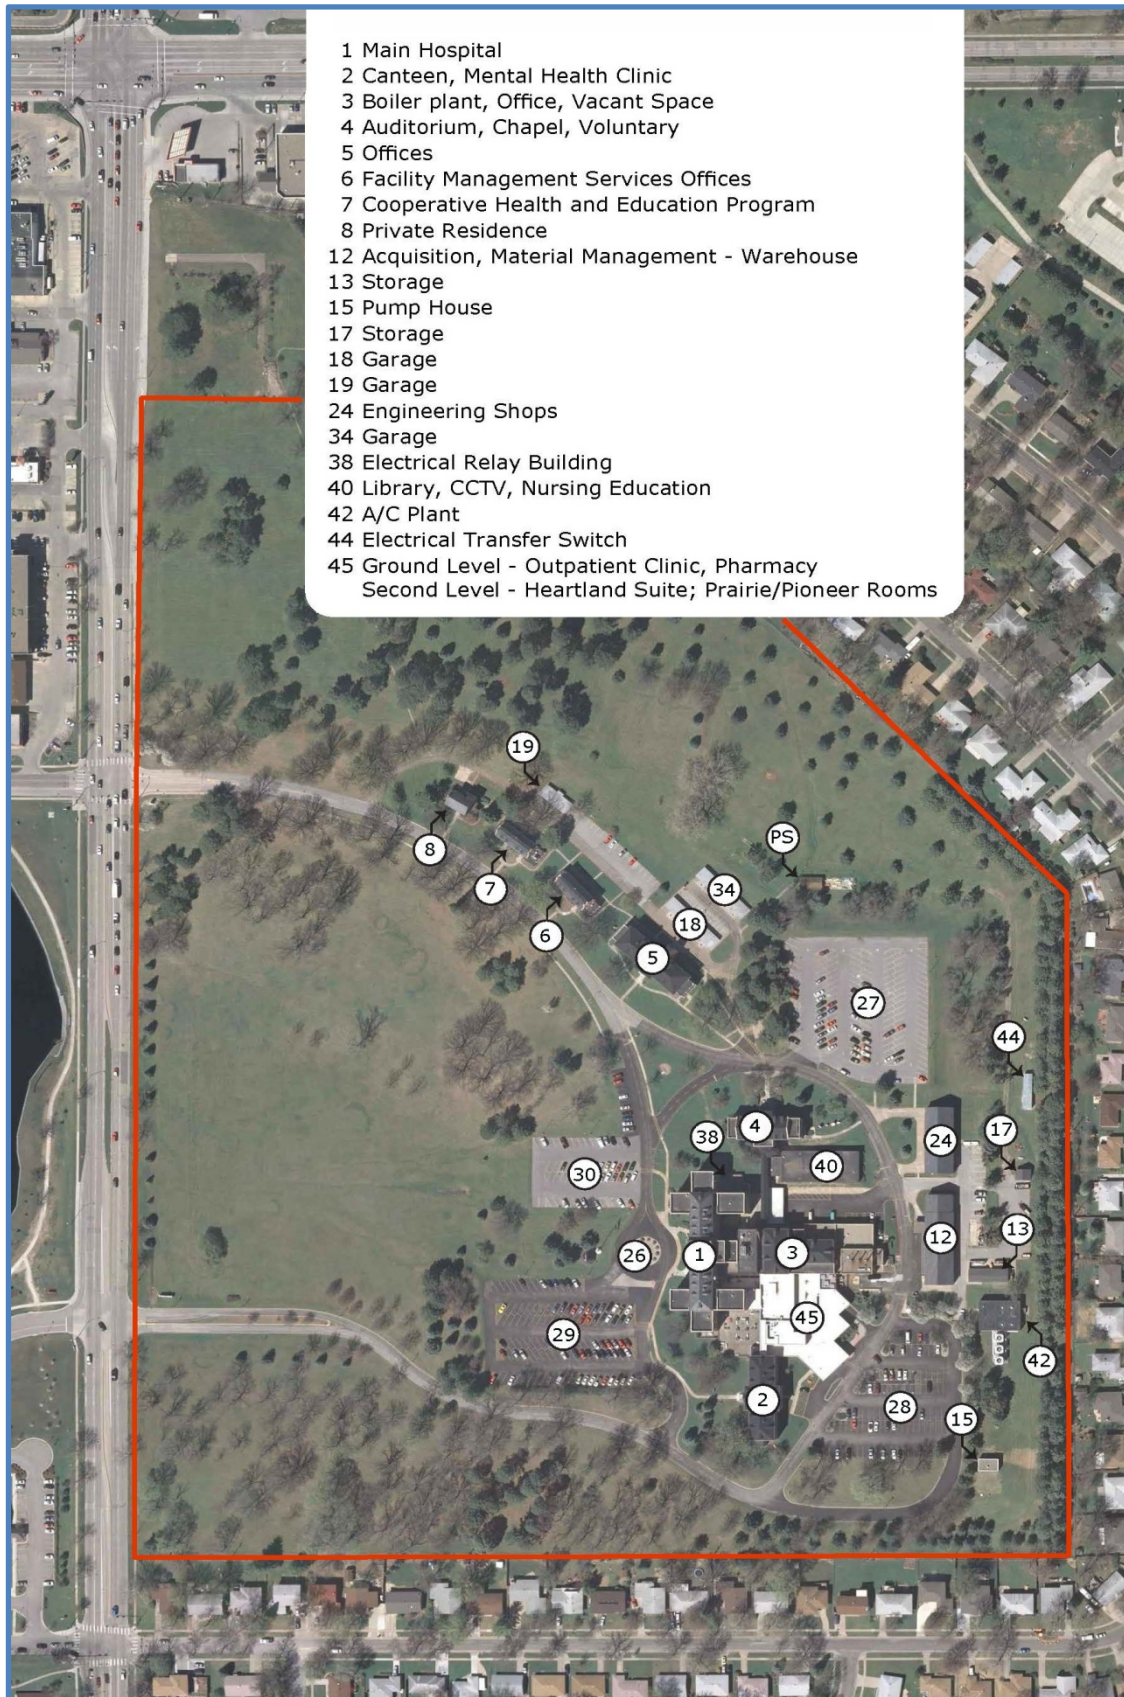 1 Main Hospital
2 Canteen, Mental Health Clinic
3 Boiler plant, Office, Vacant Space
4 Auditorium, Chapel, Voluntary
5 Offices
6 Facility Management Services Offices
7 Cooperative Health and Education Program
8 Private Residence
12 Acquisition, Material Management - Warehouse
13 Storage
15 Pump House
17 Storage
18 Garage
19 Garage
24 Engineering Shops
34 Garage
38 Electrical Relay Building
40 Library, CCTV, Nursing Education
42 A/C Plant
44 Electrical Transfer Switch
45 Ground Level - Outpatient Clinic, Pharmacy
Second Level - Heartland Suite; Prairie/Pioneer Rooms
19
8
PS
7
34
18
6
5
27
44
4
24
17
38
40
30
13
12
26
1
3
45
29
42
2
28
15